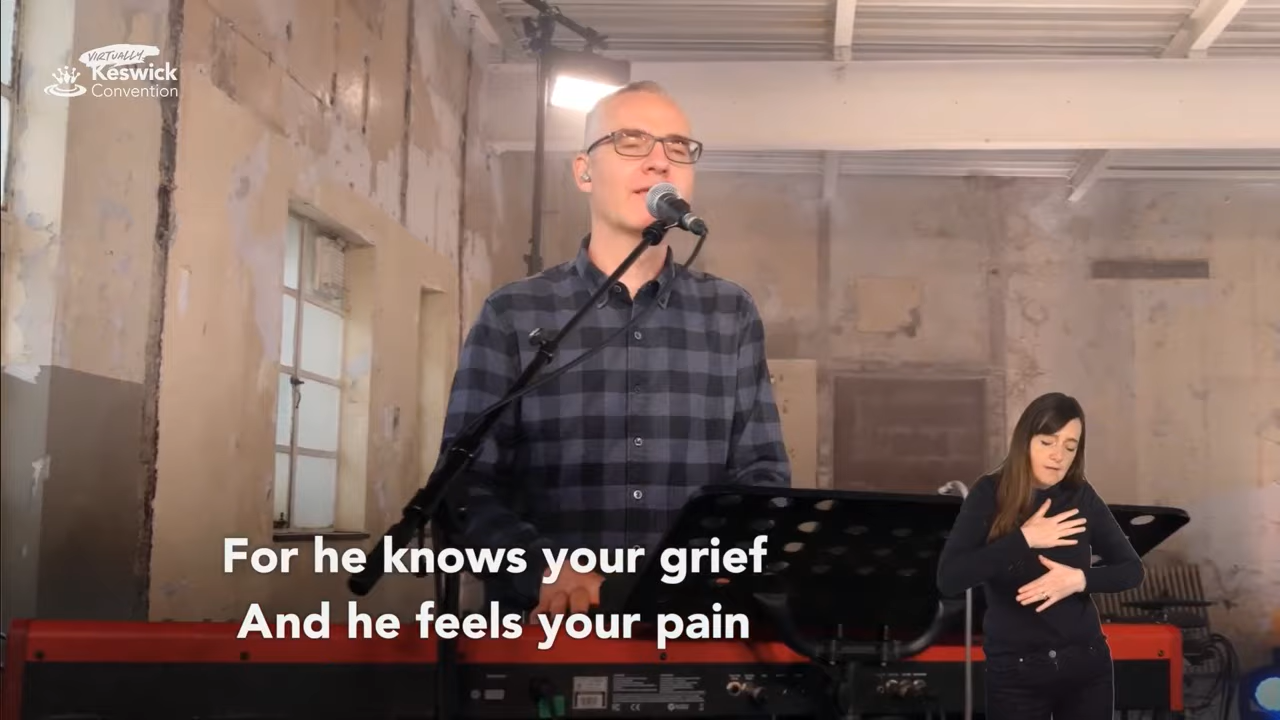 VIRTUALLY
Keswick
Convention
For he knows your grief
And he feels your pain